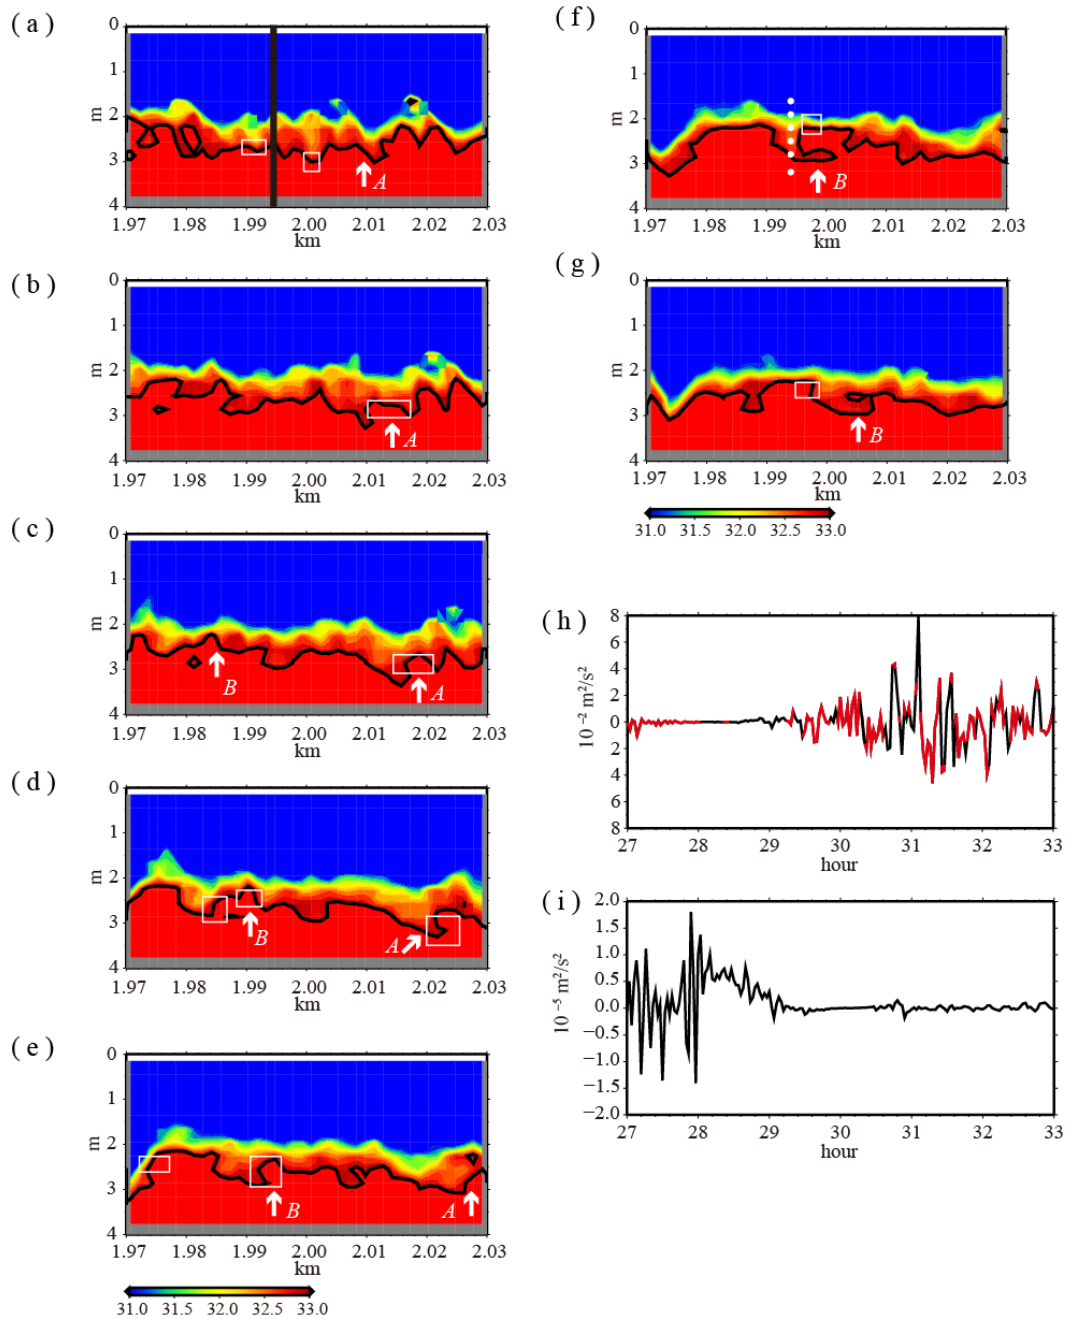 ( a )
0
1
m
2
3
4
A
1.97 1.98 1.99 2.00 2.01 2.02 2.03
km
( b )
0
1
m
2
3
4
A
1.97 1.98 1.99 2.00 2.01 2.02 2.03
km
( c )
0
1
m
2
3
4
B
A
1.97 1.98 1.99 2.00 2.01 2.02 2.03
km
( d )
0
1
m
2
3
4
B
A
1.97 1.98 1.99 2.00 2.01 2.02 2.03
km
( e )
0
1
m
2
3
4
B
A
1.97 1.98 1.99 2.00 2.01 2.02 2.03
km
31.0 31.5 32.0 32.5 33.0
( f )
0
1
m
2
3
4
B
1.97 1.98 1.99 2.00 2.01 2.02 2.03
km
( g )
0
1
m
2
3
4
B
1.97 1.98 1.99 2.00 2.01 2.02 2.03
km
31.0 31.5 32.0 32.5 33.0
( h )
8
6
4
2
0
2
4
6
8
10⁻² m²/s²
27 28 29 30 31 32 33
hour
( i )
2.0
1.5
1.0
0.5
0.0
−0.5
−1.0
−1.5
−2.0
10⁻⁵ m²/s²
27 28 29 30 31 32 33
hour